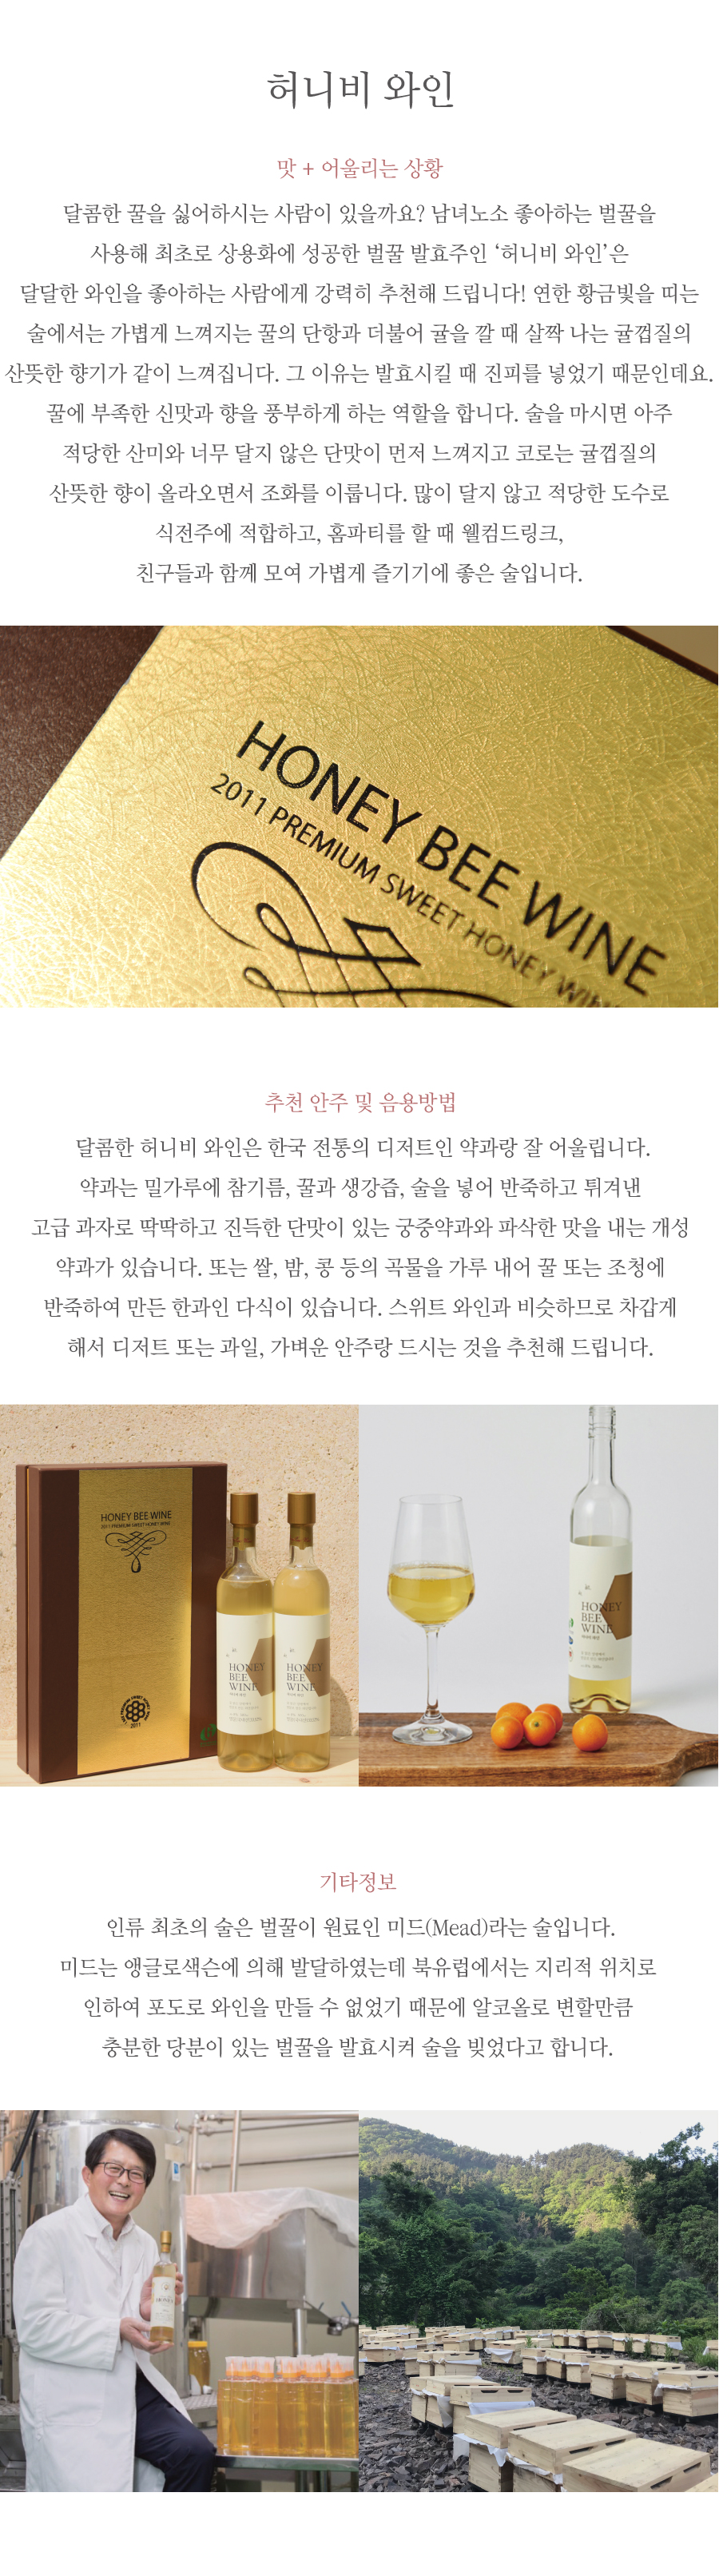 허니비 와인
맛 + 어울리는 상황
달콤한 꿀을 싫어하시는 사람이 있을까요? 남녀노소 좋아하는 벌꿀을
사용해 최초로 상용화에 성공한 벌꿀 발효주인 ‘허니비 와인’은
달달한 와인을 좋아하는 사람에게 강력히 추천해 드립니다! 연한 황금빛을 띠는
술에서는 가볍게 느껴지는 꿀의 단항과 더불어 귤을 깔 때 살짝 나는 귤껍질의
산뜻한 향기가 같이 느껴집니다. 그 이유는 발효시킬 때 진피를 넣었기 때문인데요.
꿀에 부족한 신맛과 향을 풍부하게 하는 역할을 합니다. 술을 마시면 아주
적당한 산미와 너무 달지 않은 단맛이 먼저 느껴지고 코로는 귤껍질의
산뜻한 향이 올라오면서 조화를 이룹니다. 많이 달지 않고 적당한 도수로
식전주에 적합하고, 홈파티를 할 때 웰컴드링크,
친구들과 함께 모여 가볍게 즐기기에 좋은 술입니다.
HONEY BEE WINE
2011 PREMIUM SWEET HONEY WINE
추천 안주 및 음용방법
달콤한 허니비 와인은 한국 전통의 디저트인 약과랑 잘 어울립니다.
약과는 밀가루에 참기름, 꿀과 생강즙, 술을 넣어 반죽하고 튀겨낸
고급 과자로 딱딱하고 진득한 단맛이 있는 궁중약과와 파삭한 맛을 내는 개성
약과가 있습니다. 또는 쌀, 밤, 콩 등의 곡물을 가루 내어 꿀 또는 조청에
반죽하여 만든 한과인 다식이 있습니다. 스위트 와인과 비슷하므로 차갑게
해서 디저트 또는 과일, 가벼운 안주랑 드시는 것을 추천해 드립니다.
HONEY BEE WINE
2011 PREMIUM SWEET HONEY WINE
2011
HONEY
BEE
WINE
허니비 와인
HONEY
BEE
WINE
허니비 와인
HONEY
BEE
WINE
허니비 와인
기타정보
인류 최초의 술은 벌꿀이 원료인 미드(Mead)라는 술입니다.
미드는 앵글로색슨에 의해 발달하였는데 북유럽에서는 지리적 위치로
인하여 포도로 와인을 만들 수 없었기 때문에 알코올로 변할만큼
충분한 당분이 있는 벌꿀을 발효시켜 술을 빚었다고 합니다.